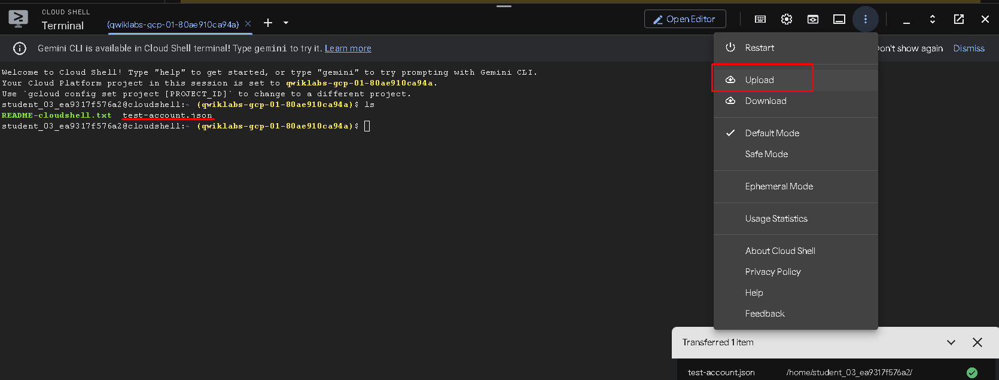 CLOUD SHELL
Terminal
(qwiklabs-gcp-01-80ae910ca94a)
Open Editor
Gemini CLI is available in Cloud Shell terminal! Type gemini to try it. Learn more
on't show again
Dismiss
Welcome to Cloud Shell! Type "help" to get started, or type "gemini" to try prompting with Gemini CLI.
Your Cloud Platform project in this session is set to qwiklabs-gcp-01-80ae910ca94a.
Use `gcloud config set project [PROJECT_ID]` to change to a different project.
student_03_ea9317f576a2@cloudshell:~ (qwiklabs-gcp-01-80ae910ca94a)$ ls
README-cloudshell.txt test-account.json
student_03_ea9317f576a2@cloudshell:~ (qwiklabs-gcp-01-80ae910ca94a)$
Restart
Upload
Download
Default Mode
Safe Mode
Ephemeral Mode
Usage Statistics
About Cloud Shell
Privacy Policy
Help
Feedback
Transferred 1 item
test-account.json /home/student_03_ea9317f576a2/